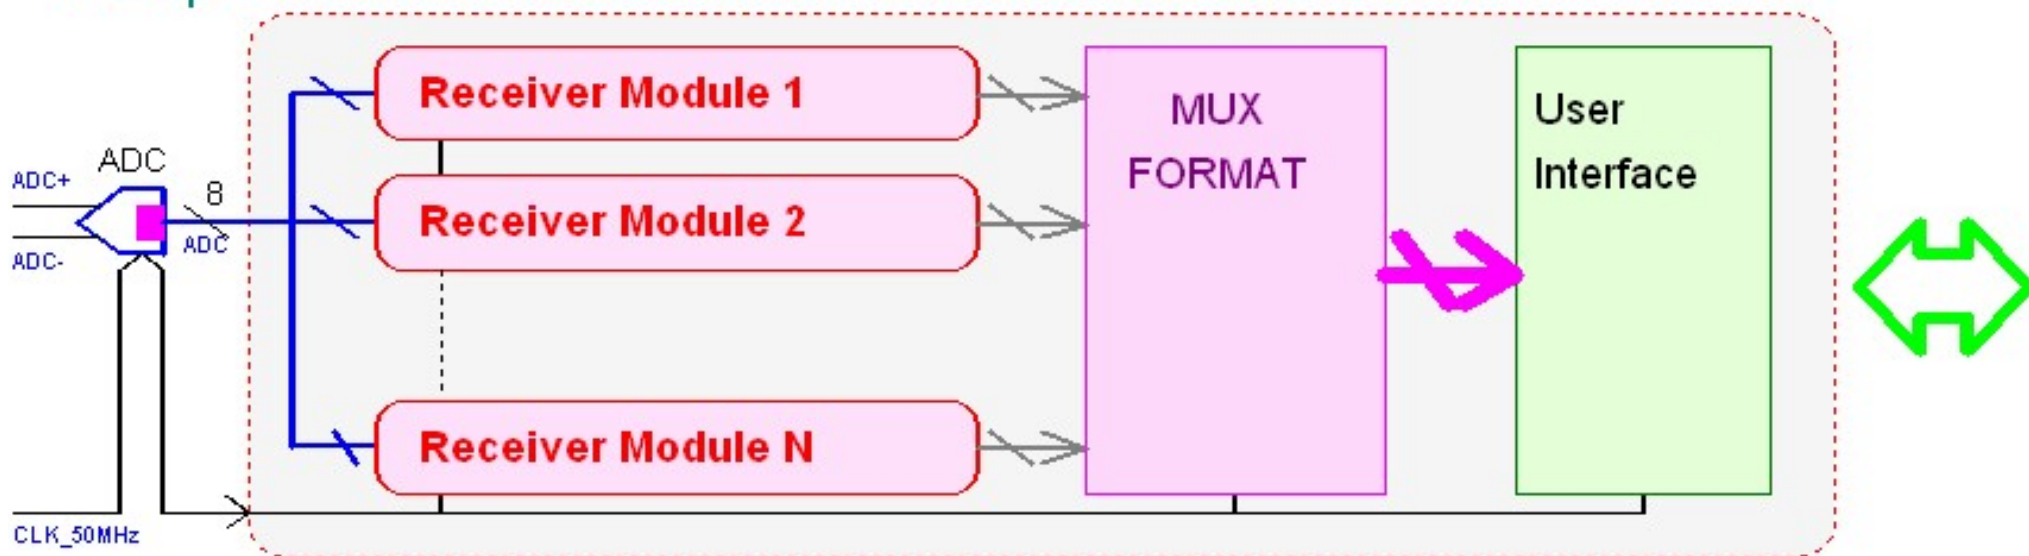 Receiver Module 1
MUX
FORMAT
User
Interface
ADC
ADC+
8
ADC
ADC-
Receiver Module 2
Receiver Module N
CLK_50MHz